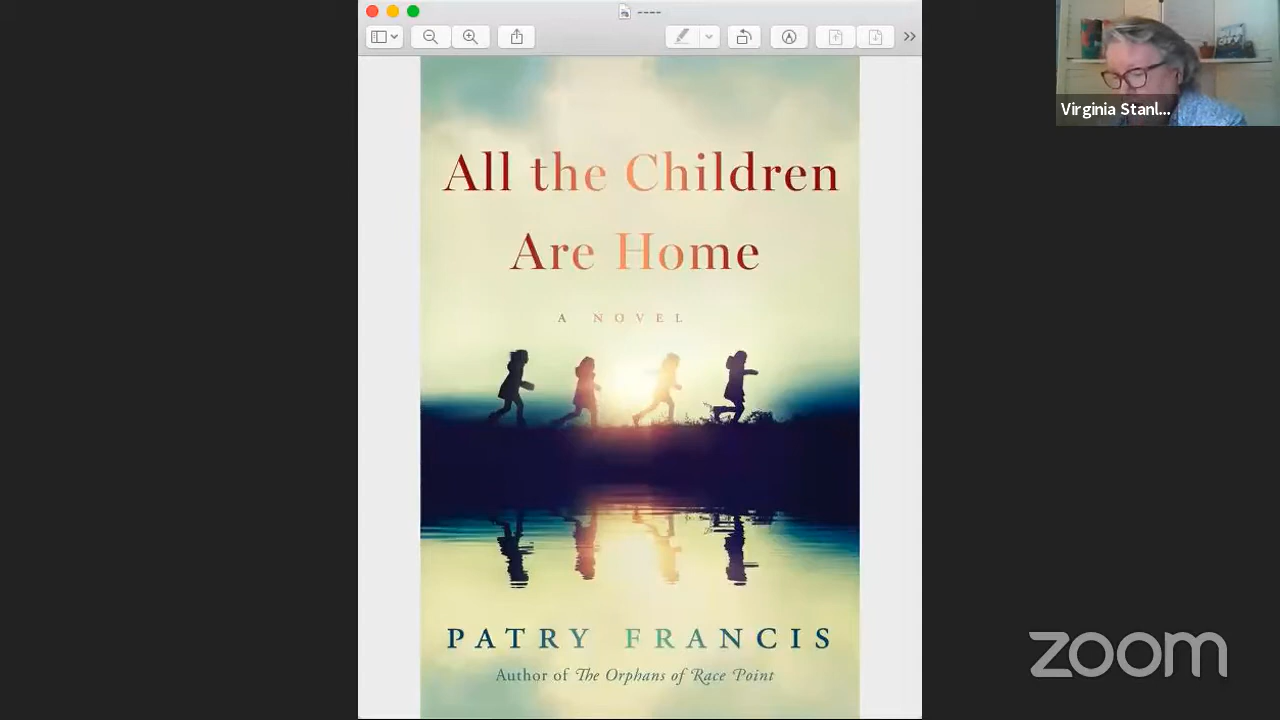 ----
Virginia Stanl...
All the Children
Are Home
A NOVEL
PATRY FRANCIS
Author of The Orphans of Race Point
zoom